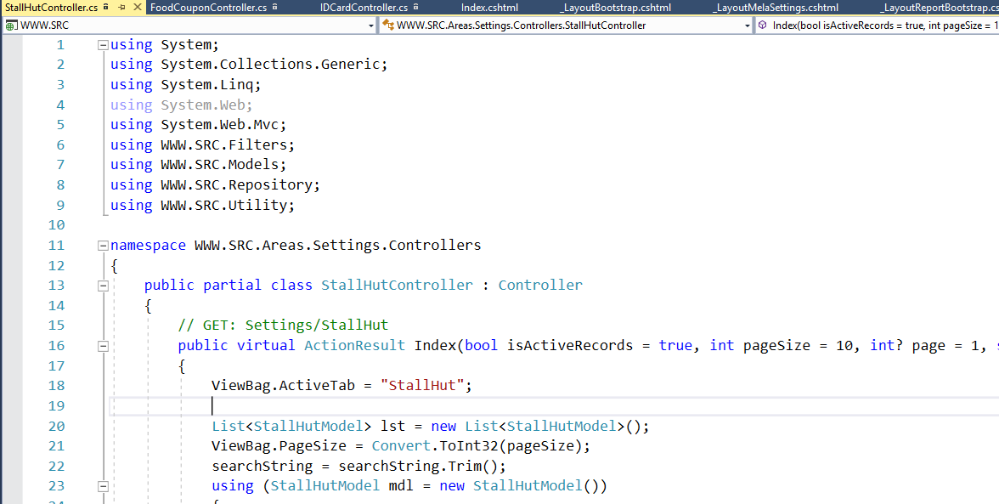 StallHutController.cs FoodCouponController.cs IDCardController.cs Index.cshtml _LayoutBootstrap.cshtml _LayoutMelaSettings.cshtml _LayoutReportBootstrap.cs
WWW.SRC WWW.SRC.Areas.Settings.Controllers.StallHutController Index(bool isActiveRecords = true, int pageSize = 1
1 using System;
2 using System.Collections.Generic;
3 using System.Linq;
4 using System.Web;
5 using System.Web.Mvc;
6 using WWW.SRC.Filters;
7 using WWW.SRC.Models;
8 using WWW.SRC.Repository;
9 using WWW.SRC.Utility;
10
11 namespace WWW.SRC.Areas.Settings.Controllers
12 {
13 public partial class StallHutController : Controller
14 {
15 // GET: Settings/StallHut
16 public virtual ActionResult Index(bool isActiveRecords = true, int pageSize = 10, int? page = 1,
17 {
18 ViewBag.ActiveTab = "StallHut";
19
20 List<StallHutModel> lst = new List<StallHutModel>();
21 ViewBag.PageSize = Convert.ToInt32(pageSize);
22 searchString = searchString.Trim();
23 using (StallHutModel mdl = new StallHutModel())